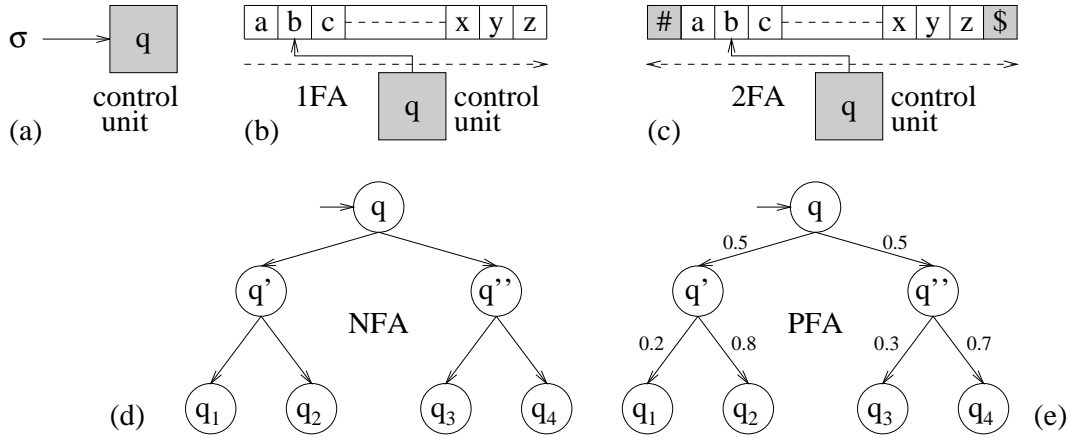 σ q
control
unit
(a)
a b c x y z
1FA
q
control
unit
(b)
# a b c x y z $
2FA
q
control
unit
(c)
q
q' q''
NFA
q1 q2 q3 q4
(d)
q
0.5 0.5
q' q''
PFA
0.2 0.8 0.3 0.7
q1 q2 q3 q4
(e)